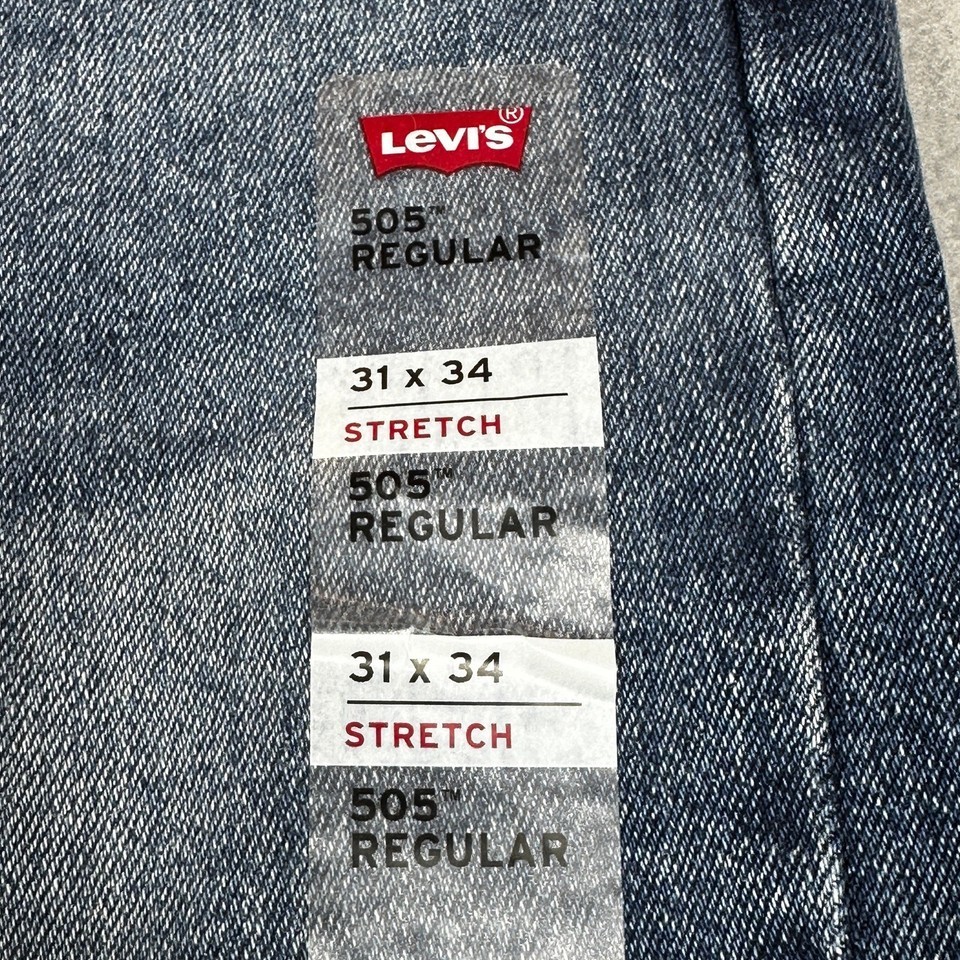 Levi's®
505™
REGULAR
31 x 34
STRETCH
505™
REGULAR
31 x 34
STRETCH
505™
REGULAR